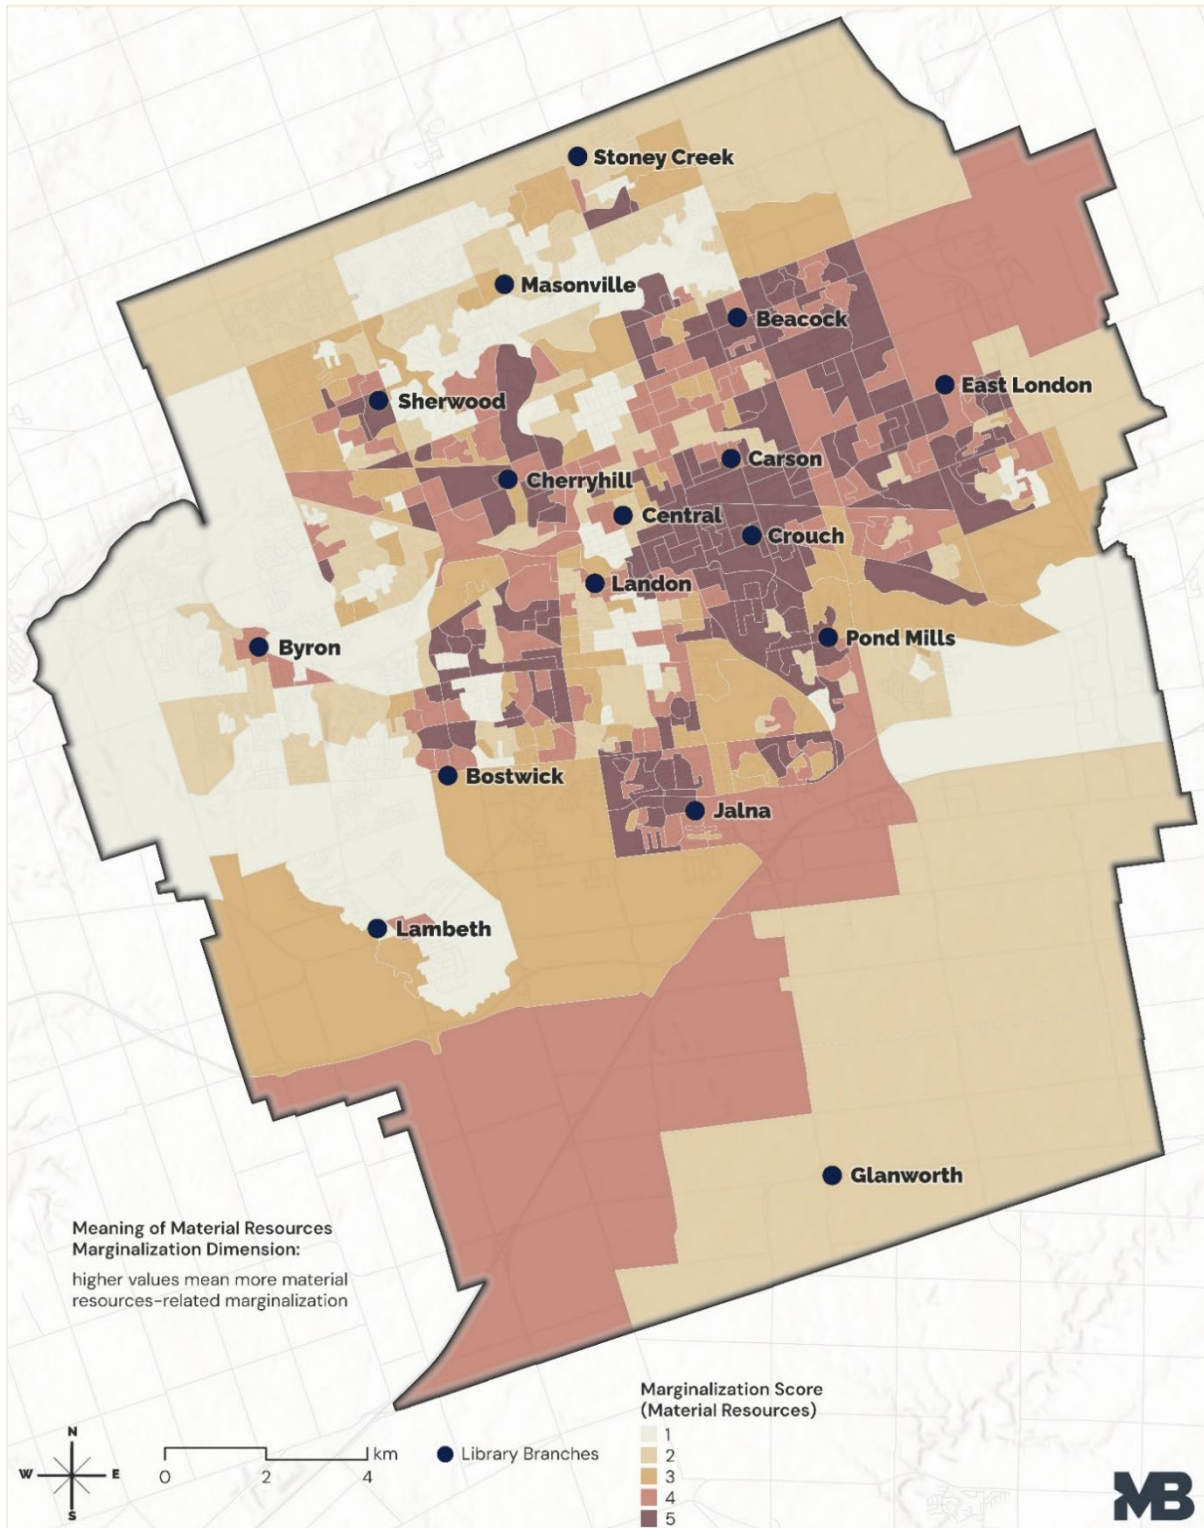 Stoney Creek
Masonville
Beacock
East London
Sherwood
Carson
Cherryhill
Central
Crouch
Landon
Pond Mills
Byron
Bostwick
Jalna
Lambeth
Glanworth
Meaning of Material Resources
Marginalization Dimension:
higher values mean more material
resources-related marginalization
Marginalization Score
(Material Resources)
1
2
3
4
5
N
W E
S
km
0 2 4
Library Branches
MB